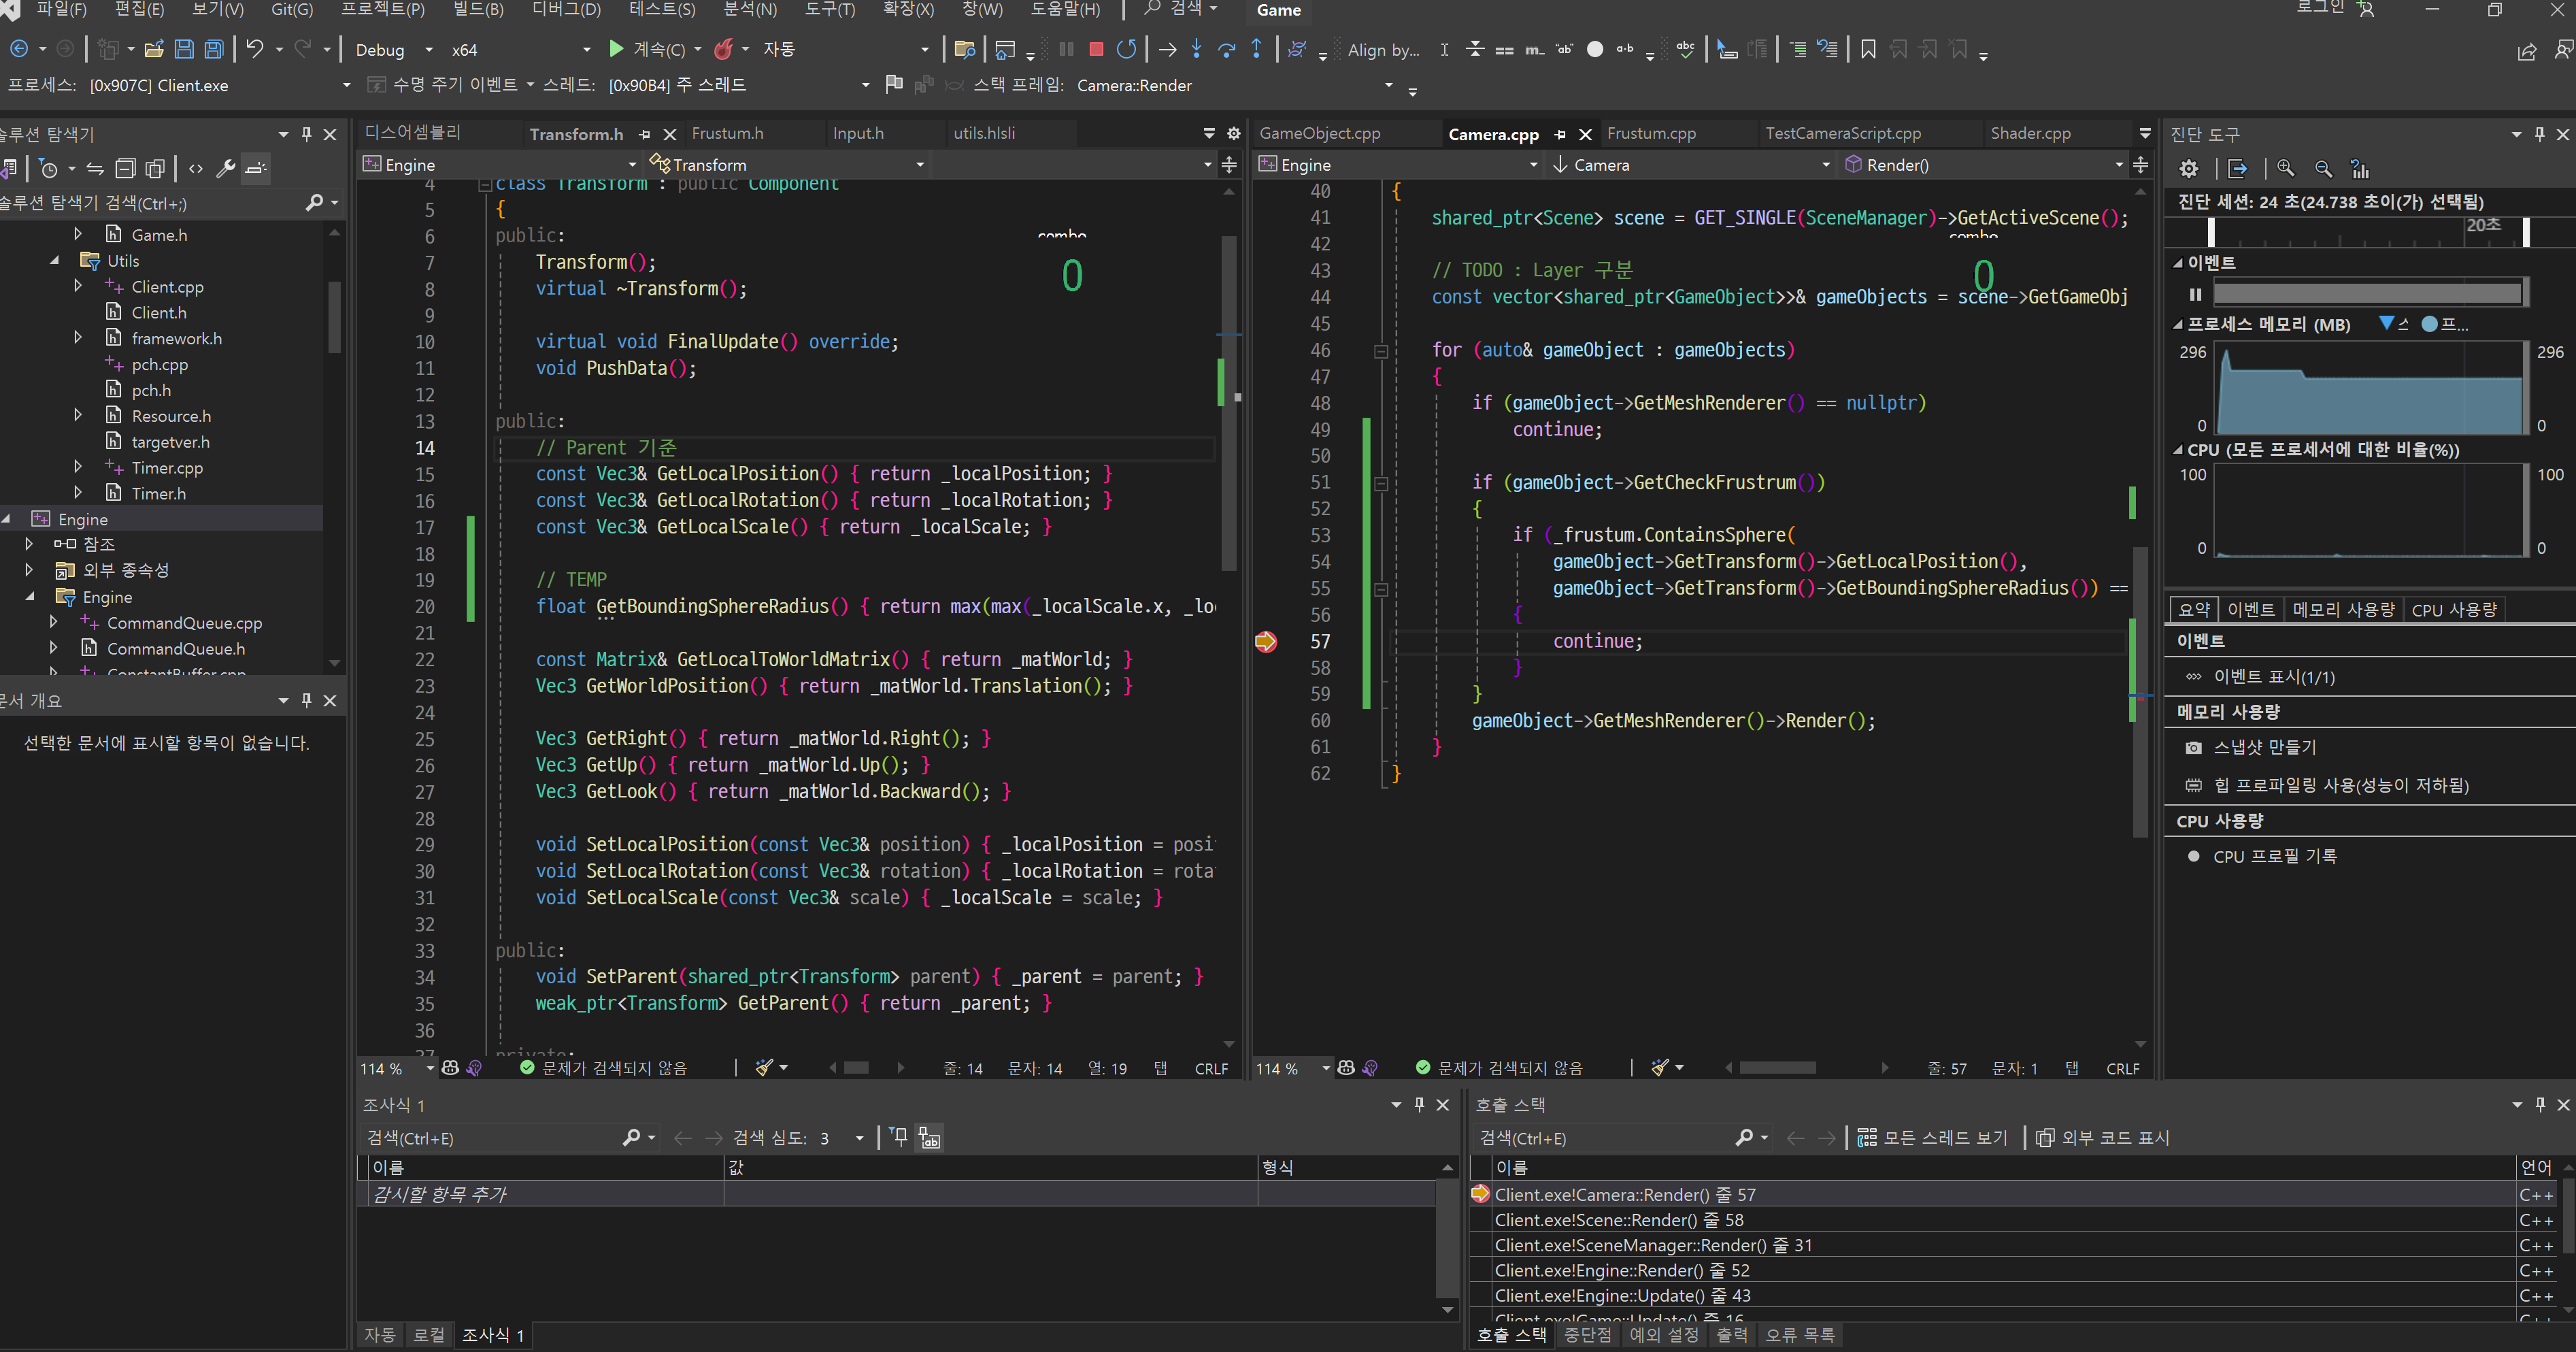 파일(F) 편집(E) 보기(V) Git(G) 프로젝트(P) 빌드(B) 디버그(D) 테스트(S) 분석(N) 도구(T) 확장(X) 창(W) 도움말(H) 검색 Game 로그인
Debug x64 계속(C) 자동 Align by...
프로세스: [0x907C] Client.exe 수명 주기 이벤트 스레드: [0x90B4] 주 스레드 스택 프레임: Camera::Render
솔루션 탐색기
솔루션 탐색기 검색(Ctrl+;)
Game.h
Utils
Client.cpp
Client.h
framework.h
pch.cpp
pch.h
Resource.h
targetver.h
Timer.cpp
Timer.h
Engine
참조
외부 종속성
Engine
CommandQueue.cpp
CommandQueue.h
ConstantBuffer.cpp
문서 개요
선택한 문서에 표시할 항목이 없습니다.
디스어셈블리 Transform.h Frustum.h Input.h utils.hlsli
Engine Transform
4 class Transform : public Component
5 {
6 public:
7 Transform();
8 virtual ~Transform();
9
10 virtual void FinalUpdate() override;
11 void PushData();
12
13 public:
14 // Parent 기준
15 const Vec3& GetLocalPosition() { return _localPosition; }
16 const Vec3& GetLocalRotation() { return _localRotation; }
17 const Vec3& GetLocalScale() { return _localScale; }
18
19 // TEMP
20 float GetBoundingSphereRadius() { return max(max(_localScale.x, _lo
21
22 const Matrix& GetLocalToWorldMatrix() { return _matWorld; }
23 Vec3 GetWorldPosition() { return _matWorld.Translation(); }
24
25 Vec3 GetRight() { return _matWorld.Right(); }
26 Vec3 GetUp() { return _matWorld.Up(); }
27 Vec3 GetLook() { return _matWorld.Backward(); }
28
29 void SetLocalPosition(const Vec3& position) { _localPosition = posi
30 void SetLocalRotation(const Vec3& rotation) { _localRotation = rota
31 void SetLocalScale(const Vec3& scale) { _localScale = scale; }
32
33 public:
34 void SetParent(shared_ptr<Transform> parent) { _parent = parent; }
35 weak_ptr<Transform> GetParent() { return _parent; }
36
37 private:
combo
0
114 % 문제가 검색되지 않음 줄: 14 문자: 14 열: 19 탭 CRLF
GameObject.cpp Camera.cpp Frustum.cpp TestCameraScript.cpp Shader.cpp
Engine Camera Render()
40 {
41 shared_ptr<Scene> scene = GET_SINGLE(SceneManager)->GetActiveScene();
42
43 // TODO : Layer 구분
44 const vector<shared_ptr<GameObject>>& gameObjects = scene->GetGameObj
45
46 for (auto& gameObject : gameObjects)
47 {
48 if (gameObject->GetMeshRenderer() == nullptr)
49 continue;
50
51 if (gameObject->GetCheckFrustrum())
52 {
53 if (_frustum.ContainsSphere(
54 gameObject->GetTransform()->GetLocalPosition(),
55 gameObject->GetTransform()->GetBoundingSphereRadius()) ==
56 {
57 continue;
58 }
59 }
60 gameObject->GetMeshRenderer()->Render();
61 }
62 }
combo
0
114 % 문제가 검색되지 않음 줄: 57 문자: 1 탭 CRLF
진단 도구
진단 세션: 24 초(24.738 초이(가) 선택됨)
20초
이벤트
프로세스 메모리 (MB) 프...
296 296
0 0
CPU (모든 프로세서에 대한 비율(%))
100 100
0 0
요약 이벤트 메모리 사용량 CPU 사용량
이벤트
이벤트 표시(1/1)
메모리 사용량
스냅샷 만들기
힙 프로파일링 사용(성능이 저하됨)
CPU 사용량
CPU 프로필 기록
조사식 1
검색(Ctrl+E) 검색 심도: 3
이름 값 형식
감시할 항목 추가
자동 로컬 조사식 1
호출 스택
검색(Ctrl+E) 모든 스레드 보기 외부 코드 표시
이름 언어
Client.exe!Camera::Render() 줄 57 C++
Client.exe!Scene::Render() 줄 58 C++
Client.exe!SceneManager::Render() 줄 31 C++
Client.exe!Engine::Render() 줄 52 C++
Client.exe!Engine::Update() 줄 43 C++
Client.exe!Game::Update() 줄 16 C++
호출 스택 중단점 예외 설정 출력 오류 목록